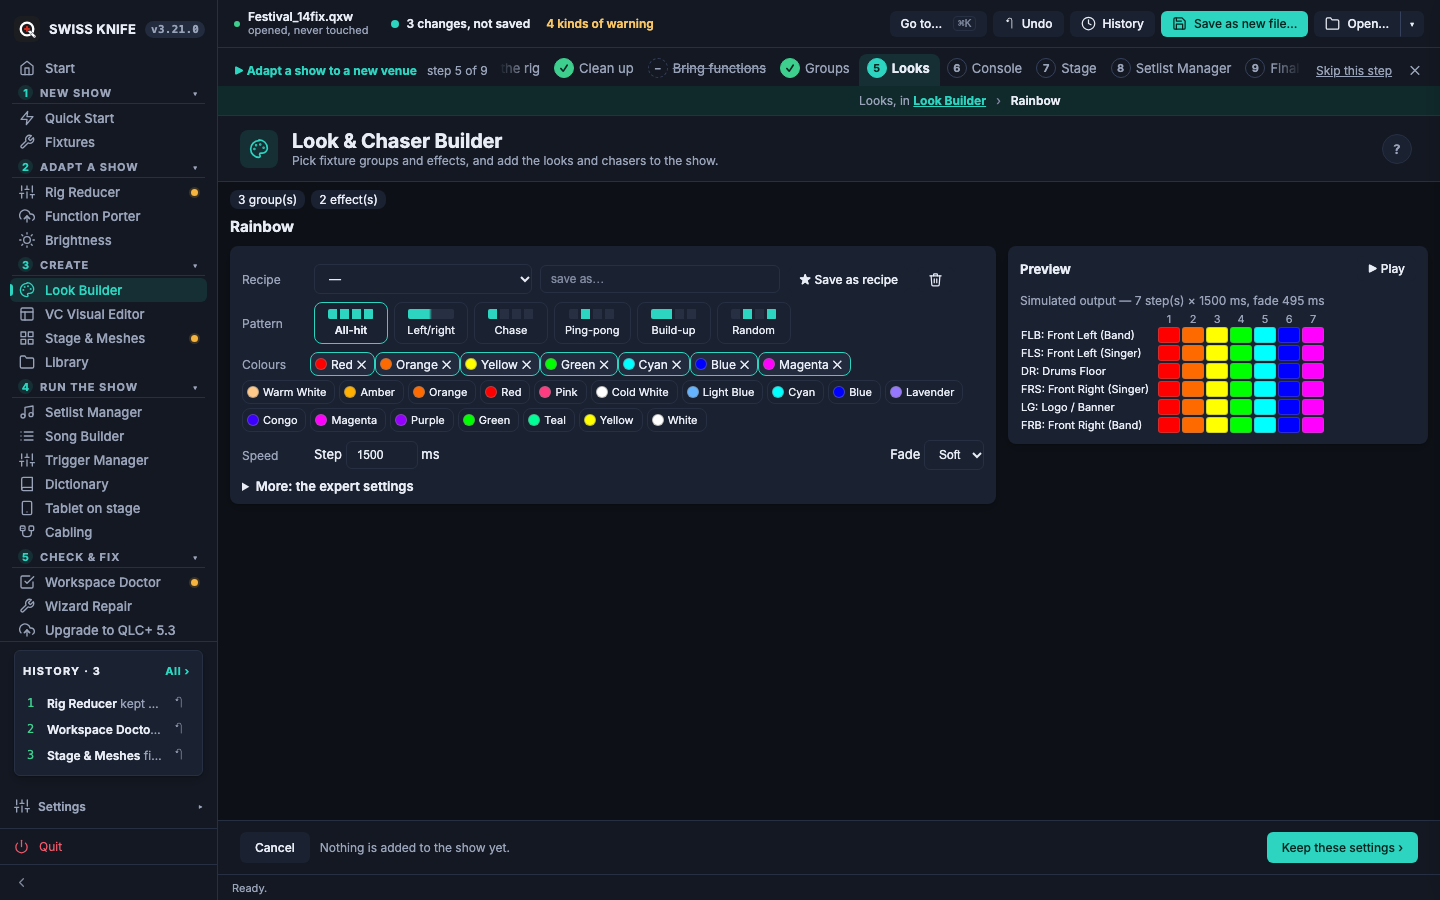 SWISS KNIFE v3.21.0
Start
1 NEW SHOW
Quick Start
Fixtures
2 ADAPT A SHOW
Rig Reducer
Function Porter
Brightness
3 CREATE
Look Builder
VC Visual Editor
Stage & Meshes
Library
4 RUN THE SHOW
Setlist Manager
Song Builder
Trigger Manager
Dictionary
Tablet on stage
Cabling
5 CHECK & FIX
Workspace Doctor
Wizard Repair
Upgrade to QLC+ 5.3
HISTORY · 3 All ›
1 Rig Reducer kept ...
2 Workspace Docto...
3 Stage & Meshes fi...
Settings
Quit
Festival_14fix.qxw
opened, never touched
3 changes, not saved
4 kinds of warning
Go to... ⌘K
Undo
History
Save as new file...
Open...
Adapt a show to a new venue step 5 of 9
the rig
Clean up
Bring functions
Groups
5 Looks
6 Console
7 Stage
8 Setlist Manager
9 Fina
Skip this step
Looks, in Look Builder › Rainbow
Look & Chaser Builder
Pick fixture groups and effects, and add the looks and chasers to the show.
?
3 group(s) 2 effect(s)
Rainbow
Recipe — save as... Save as recipe
Pattern All-hit Left/right Chase Ping-pong Build-up Random
Colours Red Orange Yellow Green Cyan Blue Magenta
Warm White Amber Orange Red Pink Cold White Light Blue Cyan Blue Lavender
Congo Magenta Purple Green Teal Yellow White
Speed Step 1500 ms Fade Soft
More: the expert settings
Preview Play
Simulated output — 7 step(s) × 1500 ms, fade 495 ms
1 2 3 4 5 6 7
FLB: Front Left (Band)
FLS: Front Left (Singer)
DR: Drums Floor
FRS: Front Right (Singer)
LG: Logo / Banner
FRB: Front Right (Band)
Cancel Nothing is added to the show yet.
Keep these settings ›
Ready.